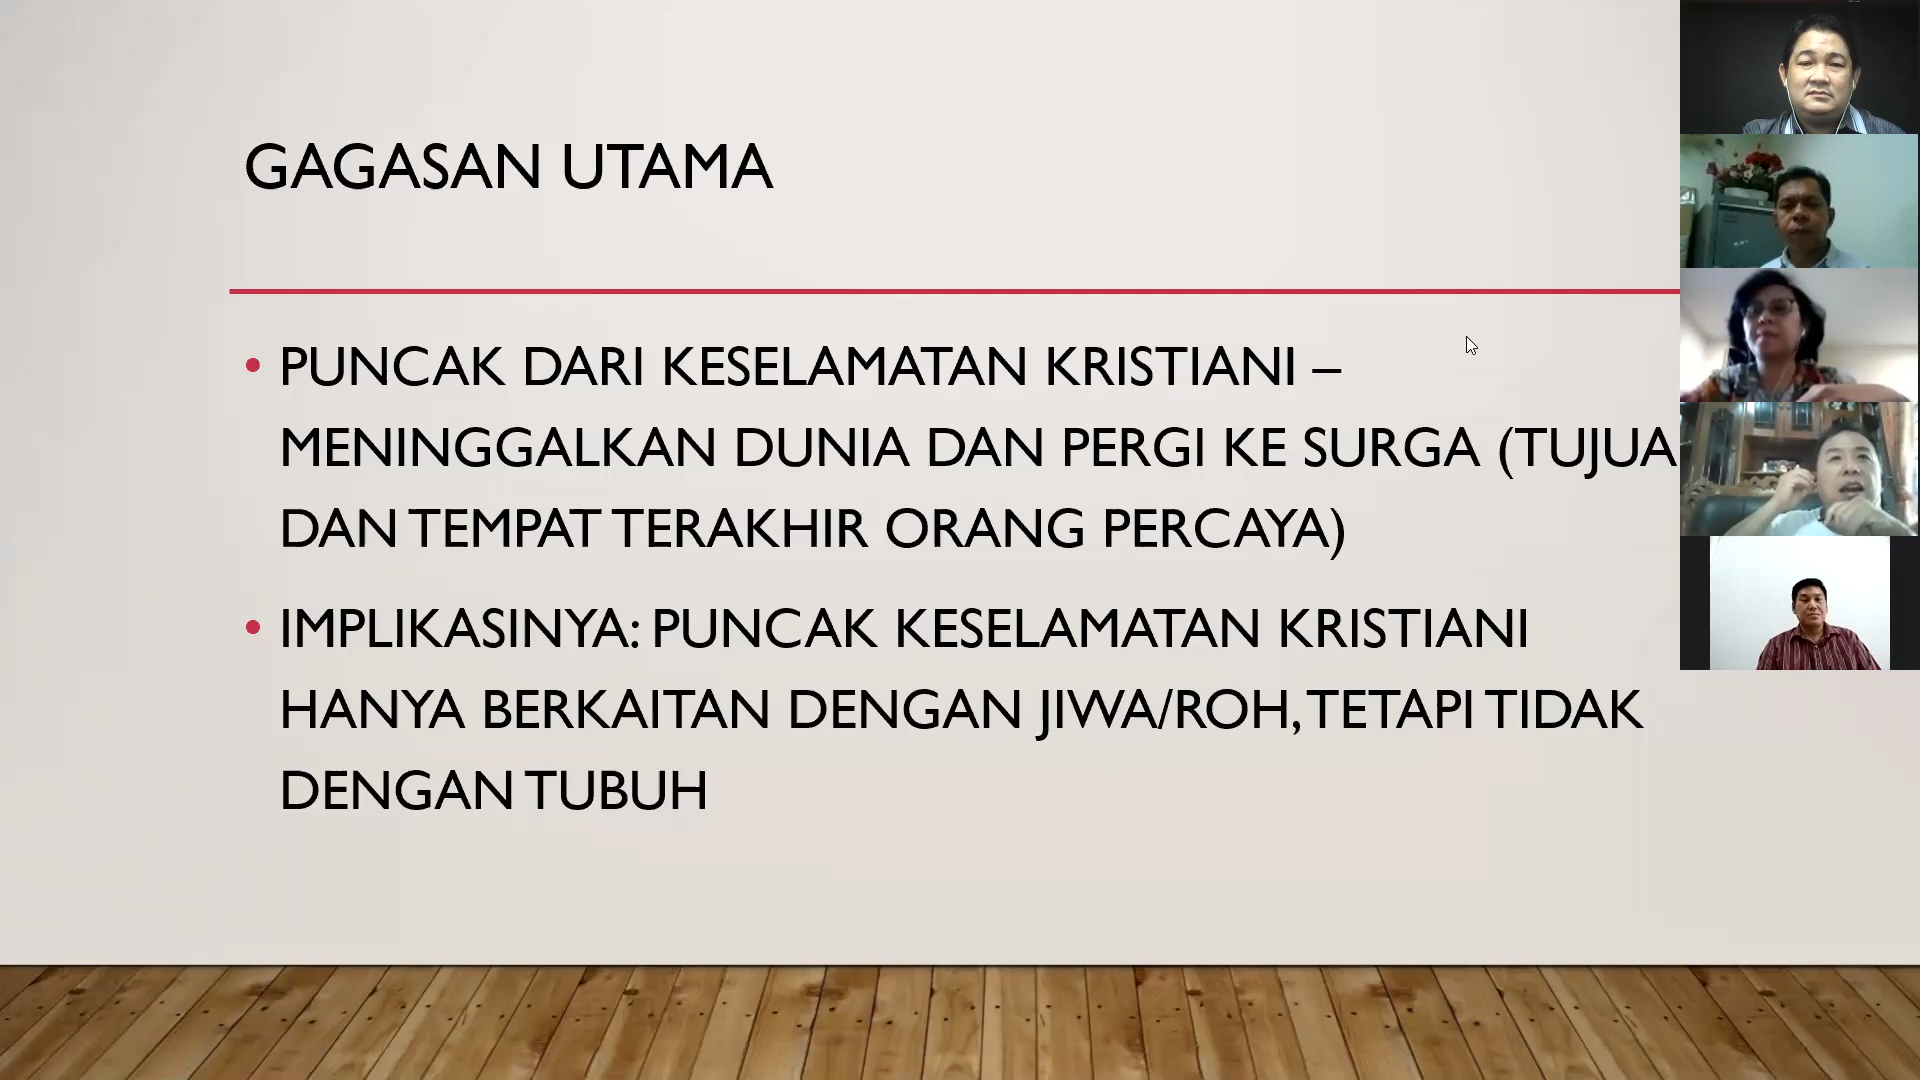 GAGASAN UTAMA
• PUNCAK DARI KESELAMATAN KRISTIANI –
MENINGGALKAN DUNIA DAN PERGI KE SURGA (TUJUA
DAN TEMPAT TERAKHIR ORANG PERCAYA)
• IMPLIKASINYA: PUNCAK KESELAMATAN KRISTIANI
HANYA BERKAITAN DENGAN JIWA/ROH, TETAPI TIDAK
DENGAN TUBUH